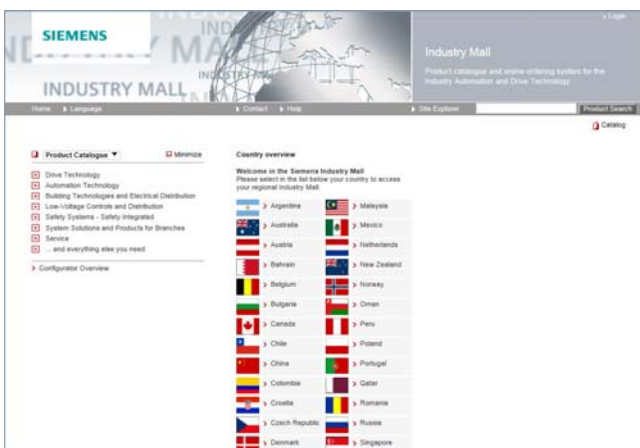 SIEMENS
INDUSTRY MALL
Login
Industry Mall
Product catalogue and online ordering system for the
Industry Automation and Drive Technology
Home Language Contact Help Site Explorer Product Search
Catalog
Product Catalogue Minimize
Drive Technology
Automation Technology
Building Technologies and Electrical Distribution
Low-Voltage Controls and Distribution
Safety Systems - Safety Integrated
System Solutions and Products for Branches
Service
... and everything else you need
Configurator Overview
Country overview
Welcome in the Siemens Industry Mall
Please select in the list below your country to access
your regional Industry Mall.
Argentina Malaysia
Australia Mexico
Austria Netherlands
Bahrain New Zealand
Belgium Norway
Bulgaria Oman
Canada Peru
Chile Poland
China Portugal
Colombia Qatar
Croatia Romania
Czech Republic Russia
Denmark Singapore